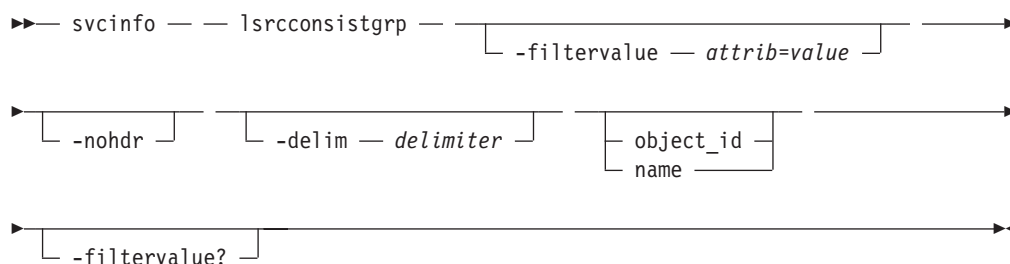 svcinfo lsrcconsistgrp
-filtervalue attrib=value
-nohdr -delim delimiter object_id
name
-filtervalue?